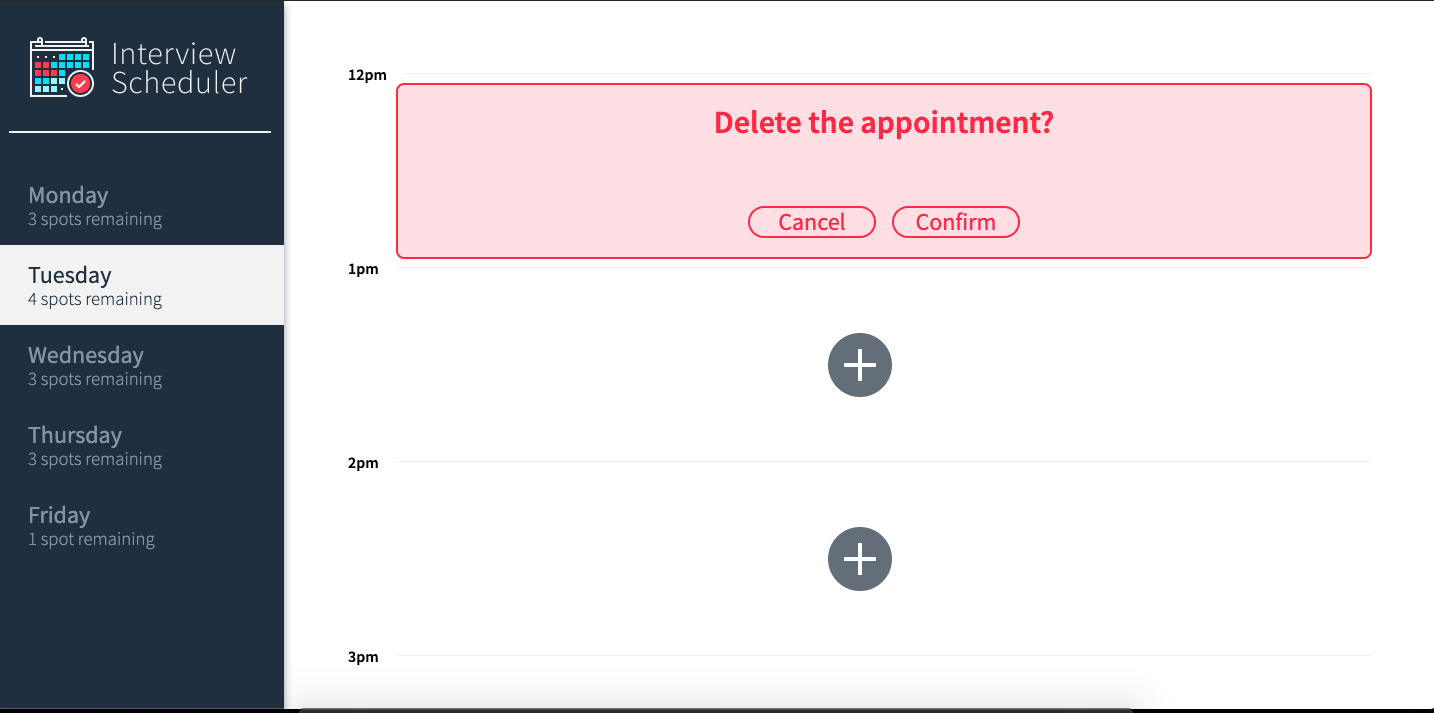 Interview
Scheduler
Monday
3 spots remaining
Tuesday
4 spots remaining
Wednesday
3 spots remaining
Thursday
3 spots remaining
Friday
1 spot remaining
12pm
Delete the appointment?
Cancel Confirm
1pm
2pm
3pm